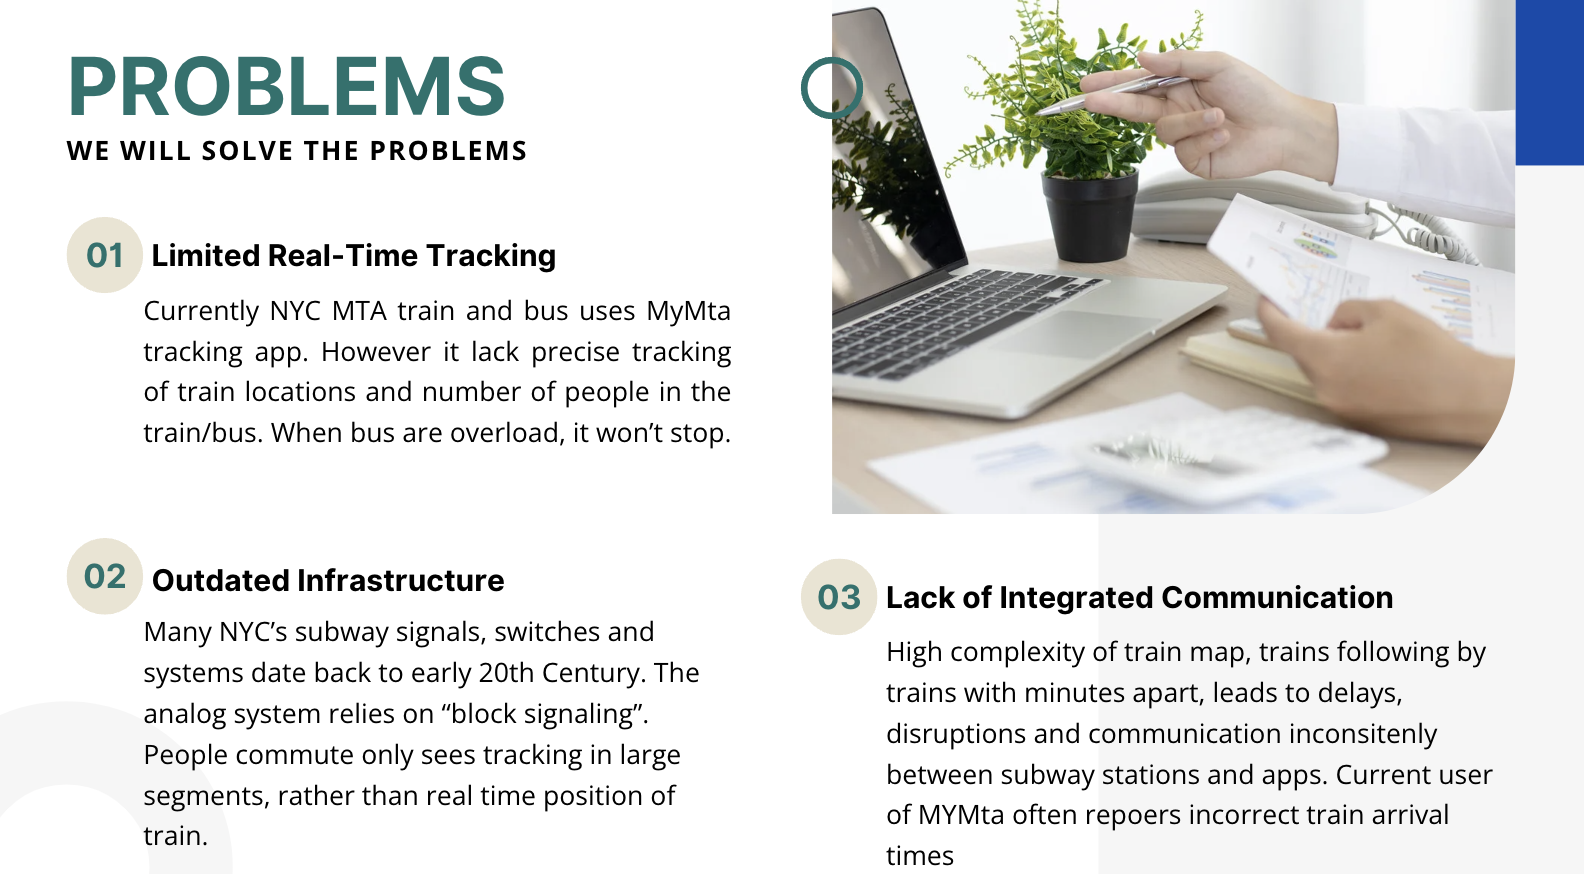 PROBLEMS
WE WILL SOLVE THE PROBLEMS
01 Limited Real-Time Tracking
Currently NYC MTA train and bus uses MyMta
tracking app. However it lack precise tracking
of train locations and number of people in the
train/bus. When bus are overload, it won’t stop.
02 Outdated Infrastructure
Many NYC’s subway signals, switches and
systems date back to early 20th Century. The
analog system relies on “block signaling”.
People commute only sees tracking in large
segments, rather than real time position of
train.
03 Lack of Integrated Communication
High complexity of train map, trains following by
trains with minutes apart, leads to delays,
disruptions and communication inconsitenly
between subway stations and apps. Current user
of MYMta often repoers incorrect train arrival
times